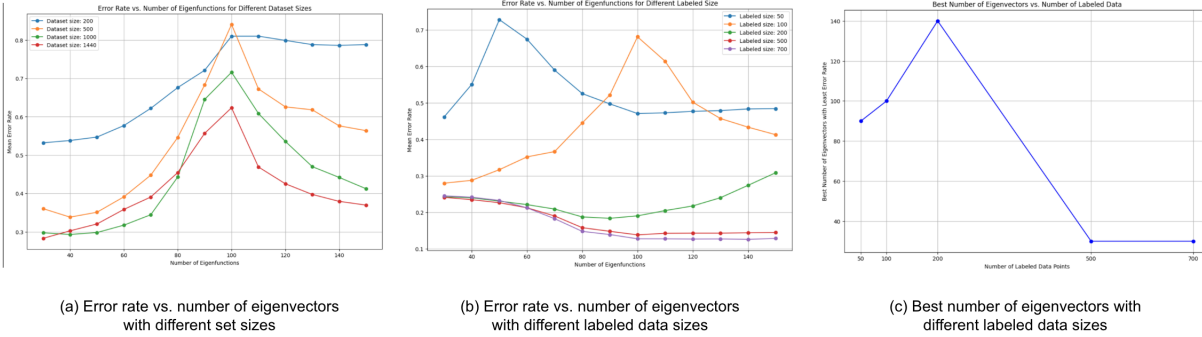 Error Rate vs. Number of Eigenfunctions for Different Dataset Sizes
Dataset size: 200
Dataset size: 500
Dataset size: 1000
Dataset size: 1440
Mean Error Rate
0.8
0.7
0.6
0.5
0.4
0.3
40
60
80
100
120
140
Number of Eigenfunctions
(a) Error rate vs. number of eigenvectors
with different set sizes
Error Rate vs. Number of Eigenfunctions for Different Labeled Size
Labeled size: 50
Labeled size: 100
Labeled size: 200
Labeled size: 500
Labeled size: 700
Mean Error Rate
0.7
0.6
0.5
0.4
0.3
0.2
0.1
40
60
80
100
120
140
Number of Eigenfunctions
(b) Error rate vs. number of eigenvectors
with different labeled data sizes
Best Number of Eigenvectors vs. Number of Labeled Data
Best Number of Eigenvectors with Least Error Rate
140
120
100
80
60
40
50
100
200
500
700
Number of Labeled Data Points
(c) Best number of eigenvectors with
different labeled data sizes